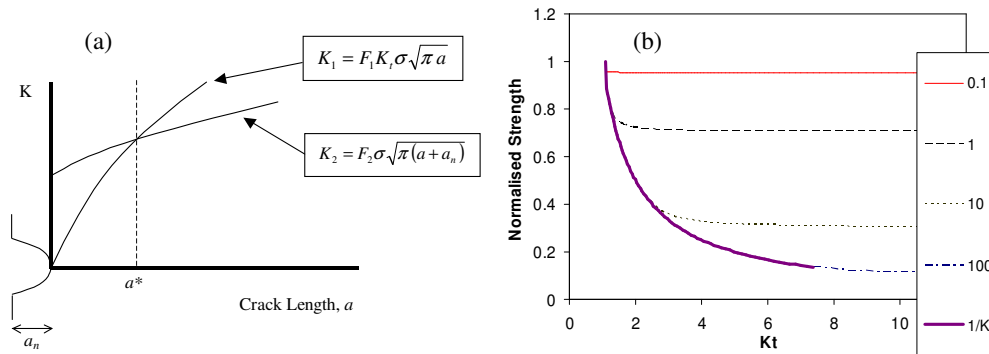 (a)
K
K₁ = F₁Kₜσ√πa
K₂ = F₂σ√π(a + aₙ)
a*
Crack Length, a
aₙ
(b)
Normalised Strength
1.2
1
0.8
0.6
0.4
0.2
0
0 2 4 6 8 10
Kt
0.1
1
10
100
1/K